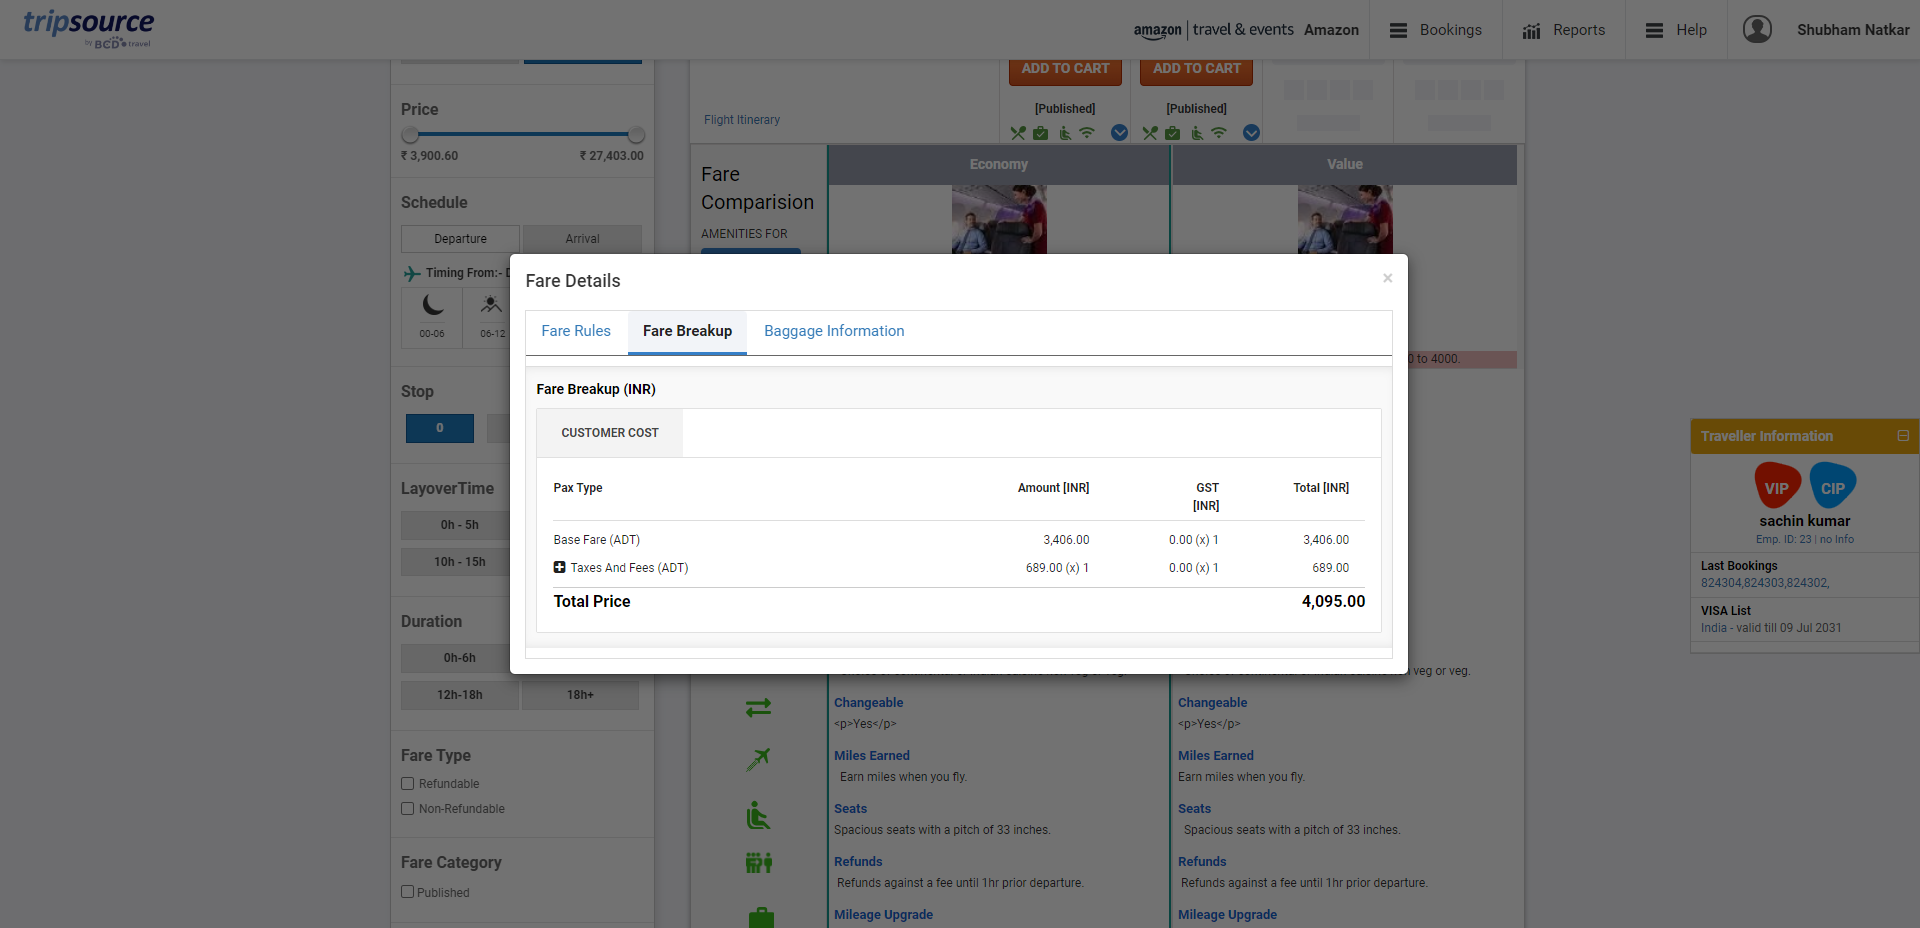 tripsource
by BCD travel
amazon | travel & events Amazon
Bookings
Reports
Help
Shubham Natkar
Price
₹ 3,900.60 ₹ 27,403.00
Schedule
Departure Arrival
Timing From:- D
00-06 06-12
Stop
0
LayoverTime
0h - 5h
10h - 15h
Duration
0h-6h
12h-18h 18h+
Fare Type
Refundable
Non-Refundable
Fare Category
Published
ADD TO CART ADD TO CART
[Published] [Published]
Flight Itinerary
Fare
Comparision
AMENITIES FOR
Economy Value
Fare Details ×
Fare Rules Fare Breakup Baggage Information
Fare Breakup (INR)
CUSTOMER COST
Pax Type Amount [INR] GST
[INR] Total [INR]
Base Fare (ADT) 3,406.00 0.00 (x) 1 3,406.00
Taxes And Fees (ADT) 689.00 (x) 1 0.00 (x) 1 689.00
Total Price 4,095.00
0 to 4000.
veg or veg.
Changeable Changeable
<p>Yes</p> <p>Yes</p>
Miles Earned Miles Earned
Earn miles when you fly. Earn miles when you fly.
Seats Seats
Spacious seats with a pitch of 33 inches. Spacious seats with a pitch of 33 inches.
Refunds Refunds
Refunds against a fee until 1hr prior departure. Refunds against a fee until 1hr prior departure.
Mileage Upgrade Mileage Upgrade
Traveller Information
VIP CIP
sachin kumar
Emp. ID: 23 | no Info
Last Bookings
824304,824303,824302,
VISA List
India - valid till 09 Jul 2031